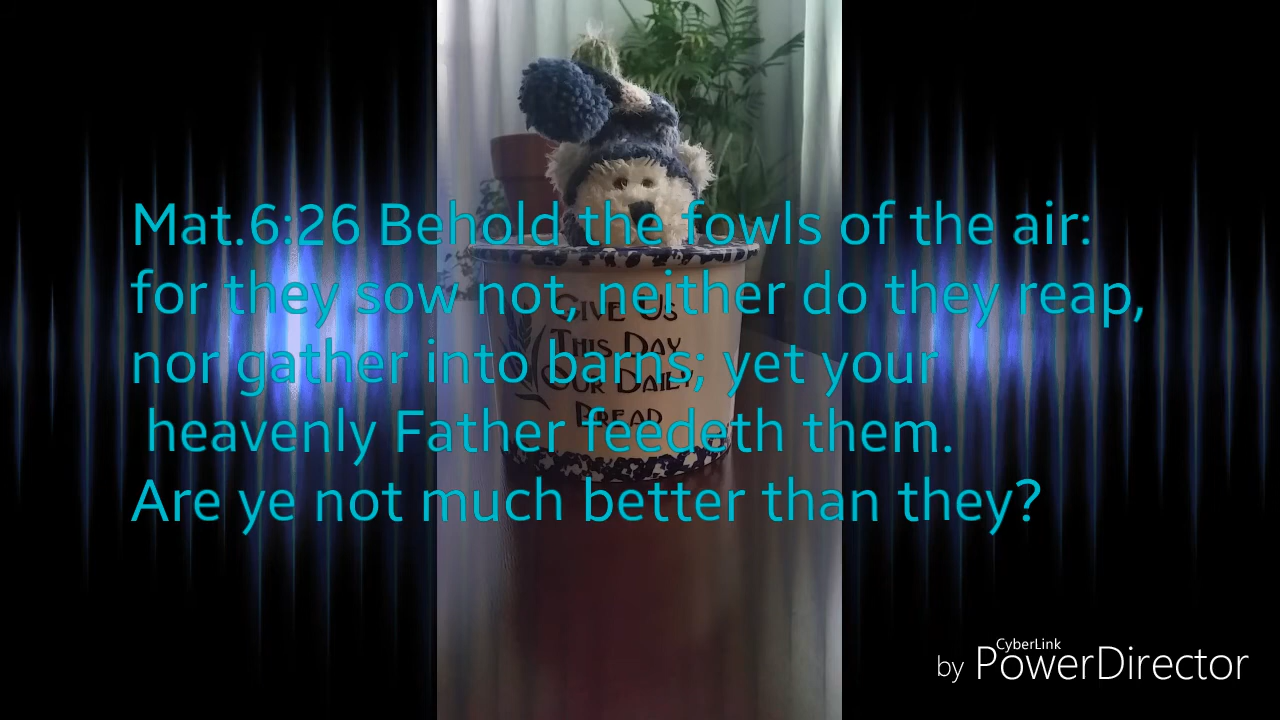 Mat.6:26 Behold the fowls of the air:
for they sow not, neither do they reap,
nor gather into barns; yet your
heavenly Father feedeth them.
Are ye not much better than they?
GIVE US
THIS DAY
OUR DAILY
BREAD
CyberLink
by PowerDirector